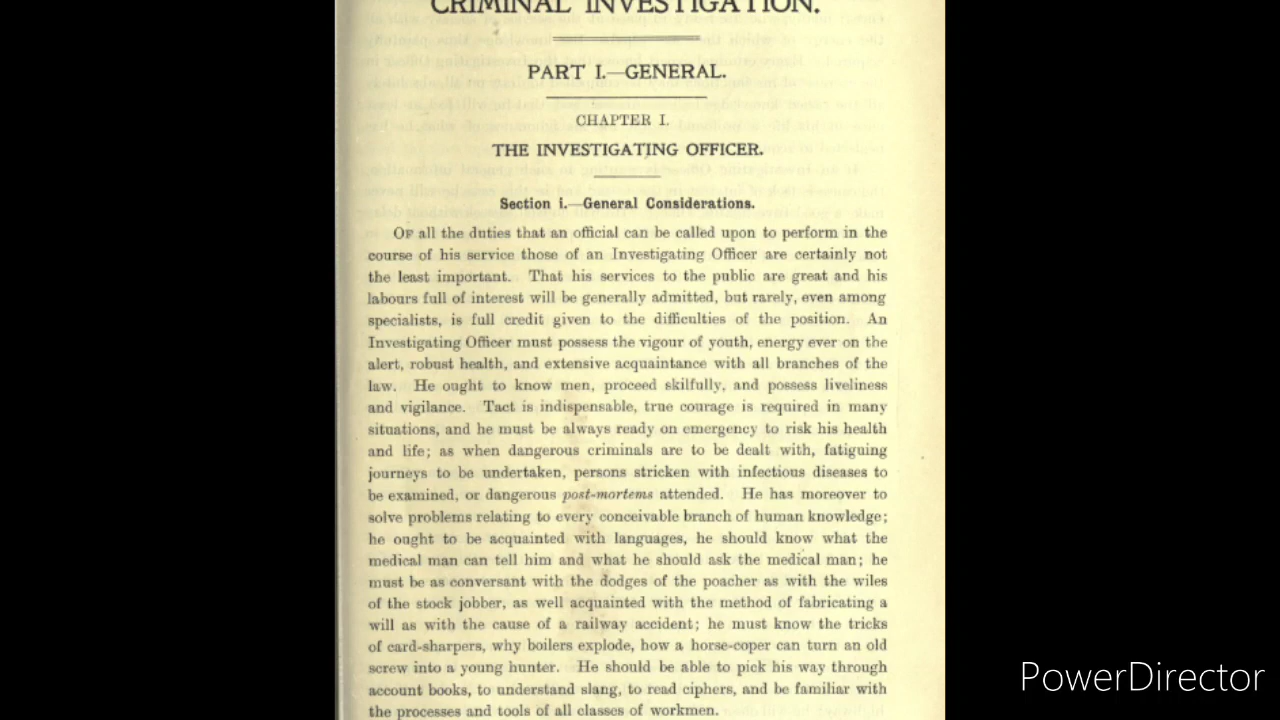 CRIMINAL INVESTIGATION.
PART I.—GENERAL.
CHAPTER I.
THE INVESTIGATING OFFICER.
Section i.—General Considerations.
OF all the duties that an official can be called upon to perform in the
course of his service those of an Investigating Officer are certainly not
the least important. That his services to the public are great and his
labours full of interest will be generally admitted, but rarely, even among
specialists, is full credit given to the difficulties of the position. An
Investigating Officer must possess the vigour of youth, energy ever on the
alert, robust health, and extensive acquaintance with all branches of the
law. He ought to know men, proceed skilfully, and possess liveliness
and vigilance. Tact is indispensable, true courage is required in many
situations, and he must be always ready on emergency to risk his health
and life; as when dangerous criminals are to be dealt with, fatiguing
journeys to be undertaken, persons stricken with infectious diseases to
be examined, or dangerous post-mortems attended. He has moreover to
solve problems relating to every conceivable branch of human knowledge;
he ought to be acquainted with languages, he should know what the
medical man can tell him and what he should ask the medical man; he
must be as conversant with the dodges of the poacher as with the wiles
of the stock jobber, as well acquainted with the method of fabricating a
will as with the cause of a railway accident; he must know the tricks
of card-sharpers, why boilers explode, how a horse-coper can turn an old
screw into a young hunter. He should be able to pick his way through
account books, to understand slang, to read ciphers, and be familiar with
the processes and tools of all classes of workmen.
PowerDirector